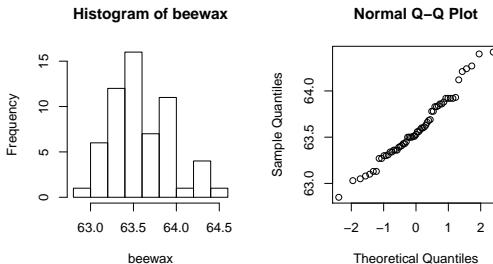 Histogram of beewax
Frequency
15
10
5
0
63.0 63.5 64.0 64.5
beewax
Normal Q−Q Plot
Sample Quantiles
64.0
63.5
63.0
−2 −1 0 1 2
Theoretical Quantiles